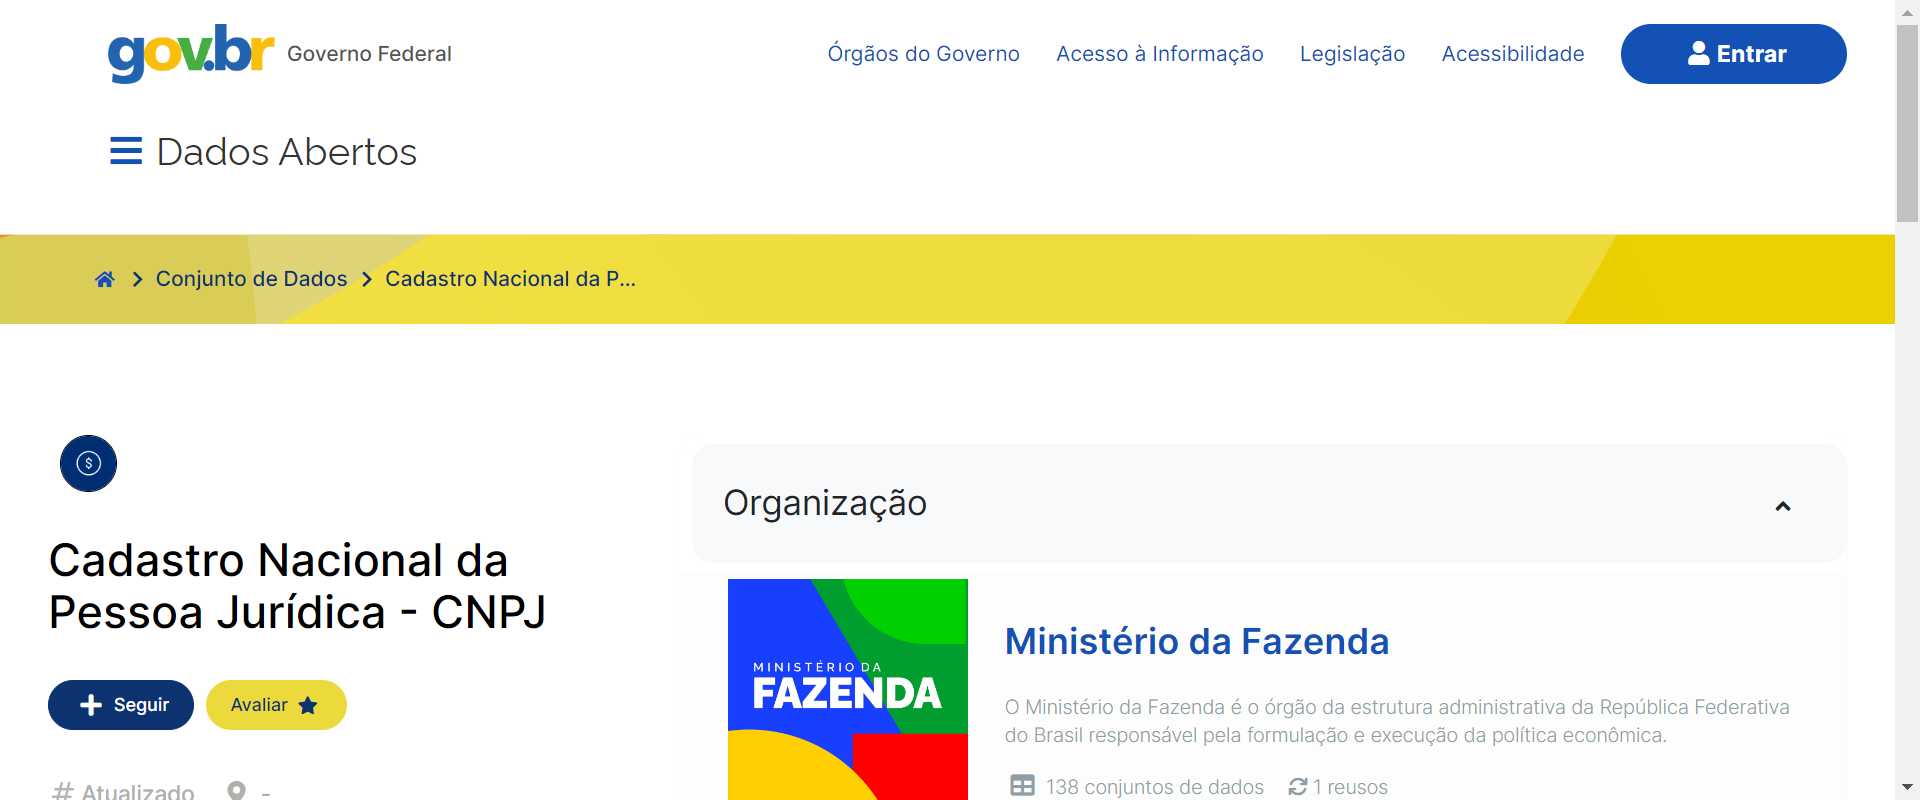 gov.br Governo Federal
Órgãos do Governo Acesso à Informação Legislação Acessibilidade Entrar
Dados Abertos
Conjunto de Dados Cadastro Nacional da P...
$
Organização
Cadastro Nacional da
Pessoa Jurídica - CNPJ
Seguir Avaliar
# Atualizado -
MINISTÉRIO DA
FAZENDA
Ministério da Fazenda
O Ministério da Fazenda é o órgão da estrutura administrativa da República Federativa
do Brasil responsável pela formulação e execução da política econômica.
138 conjuntos de dados 1 reusos